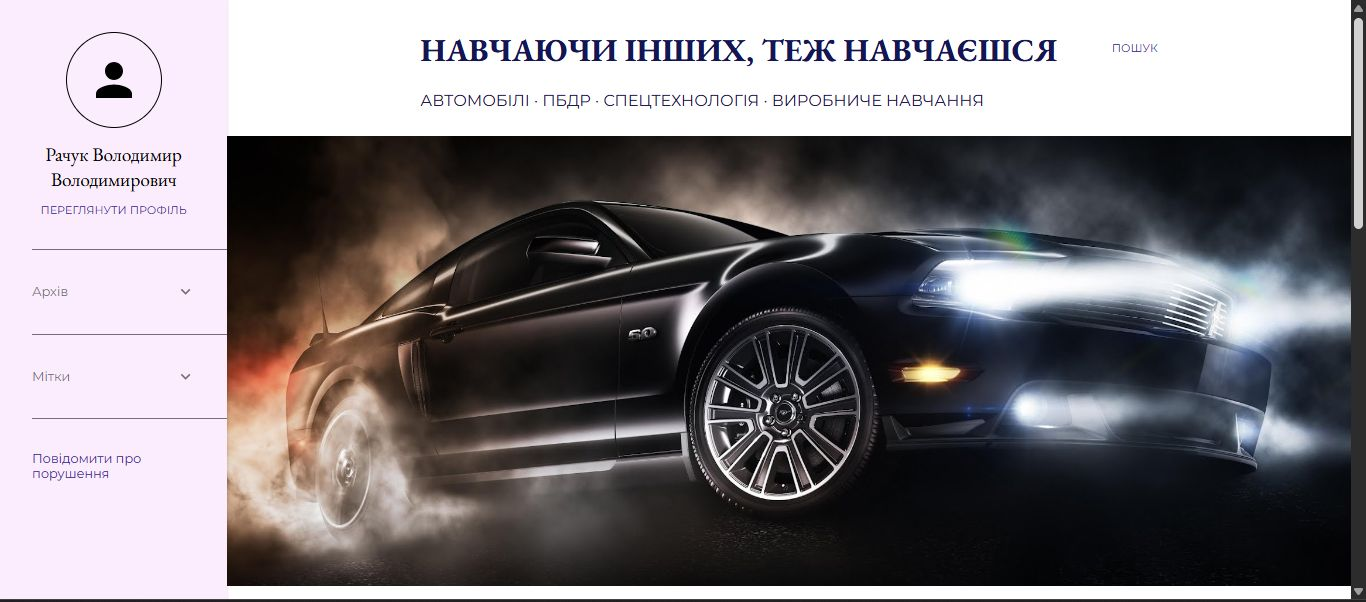 Рачук Володимир
Володимирович
ПЕРЕГЛЯНУТИ ПРОФІЛЬ
Архів
Мітки
Повідомити про
порушення
НАВЧАЮЧИ ІНШИХ, ТЕЖ НАВЧАЄШСЯ
ПОШУК
АВТОМОБІЛІ · ПБДР · СПЕЦТЕХНОЛОГІЯ · ВИРОБНИЧЕ НАВЧАННЯ
5.0